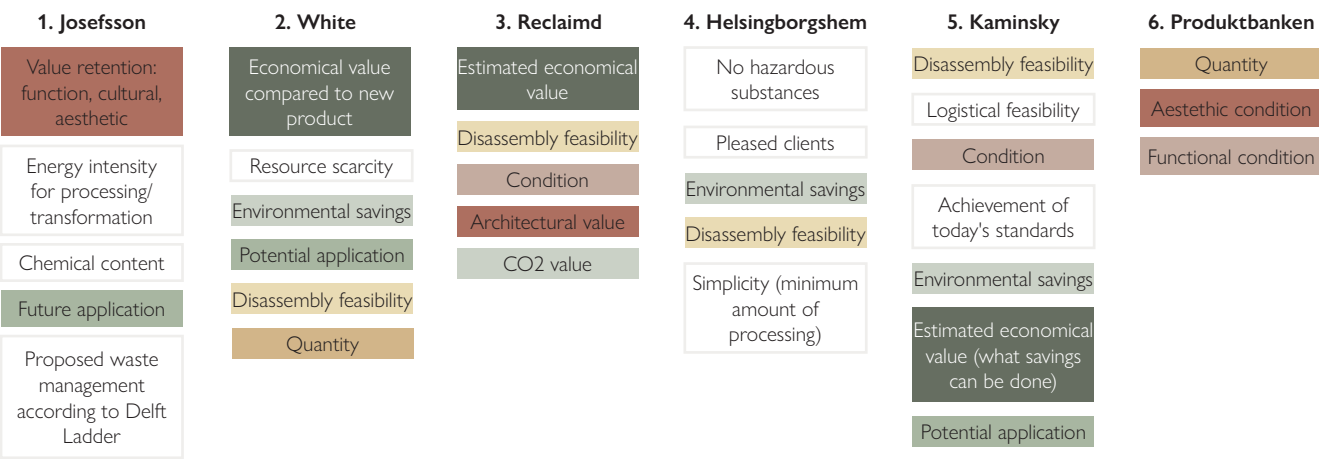 1. Josefsson
Value retention:
function, cultural,
aesthetic
Energy intensity
for processing/
transformation
Chemical content
Future application
Proposed waste
management
according to Delft
Ladder
2. White
Economical value
compared to new
product
Resource scarcity
Environmental savings
Potential application
Disassembly feasibility
Quantity
3. Reclaimd
Estimated economical
value
Disassembly feasibility
Condition
Architectural value
CO2 value
4. Helsingborgshem
No hazardous
substances
Pleased clients
Environmental savings
Disassembly feasibility
Simplicity (minimum
amount of
processing)
5. Kaminsky
Disassembly feasibility
Logistical feasibility
Condition
Achievement of
today's standards
Environmental savings
Estimated economical
value (what savings
can be done)
Potential application
6. Produktbanken
Quantity
Aestethic condition
Functional condition